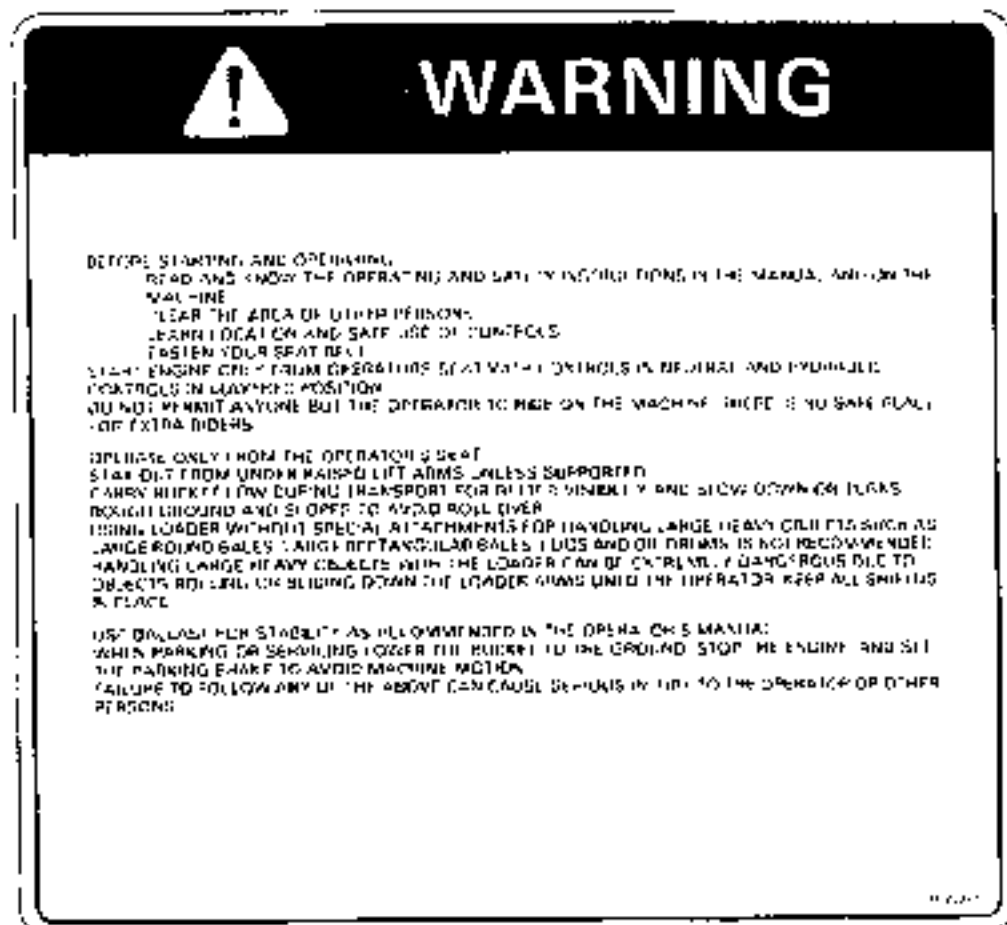 WARNING
BEFORE STARTING AND OPERATING
READ AND KNOW THE OPERATING AND SAFETY INSTRUCTIONS IN THE MANUAL AND ON THE
MACHINE
CLEAR THE AREA OF OTHER PERSONS
LEARN LOCATION AND SAFE USE OF CONTROLS
FASTEN YOUR SEAT BELT
START ENGINE ONLY FROM OPERATORS SEAT WITH CONTROLS IN NEUTRAL AND HYDRAULIC
CONTROLS IN LOWERED POSITION
DO NOT PERMIT ANYONE BUT THE OPERATOR TO RIDE ON THE MACHINE THERE IS NO SAFE PLACE
FOR EXTRA RIDERS
OPERATE ONLY FROM THE OPERATOR'S SEAT
STAY OUT FROM UNDER RAISED LIFT ARMS UNLESS SUPPORTED
CARRY BUCKET LOW DURING TRANSPORT FOR BETTER VISIBILITY AND SLOW DOWN ON TURNS
ROUGH GROUND AND SLOPES TO AVOID ROLL OVER
USING LOADER WITHOUT SPECIAL ATTACHMENTS FOR HANDLING LARGE HEAVY OBJECTS SUCH AS
LARGE ROUND BALES LARGE RECTANGULAR BALES LOGS AND OIL DRUMS IS NOT RECOMMENDED
HANDLING LARGE HEAVY OBJECTS WITH THE LOADER CAN BE EXTREMELY DANGEROUS DUE TO
OBJECTS ROLLING OR SLIDING DOWN THE LOADER ARMS ONTO THE OPERATOR KEEP ALL SHIELDS
IN PLACE
USE BALLAST FOR STABILITY AS RECOMMENDED IN THE OPERATOR'S MANUAL
WHEN PARKING OR SERVICING LOWER THE BUCKET TO THE GROUND STOP THE ENGINE AND SET
THE PARKING BRAKE TO AVOID MACHINE MOTION
FAILURE TO FOLLOW ANY OF THE ABOVE CAN CAUSE SERIOUS INJURY TO THE OPERATOR OR OTHER
PERSONS